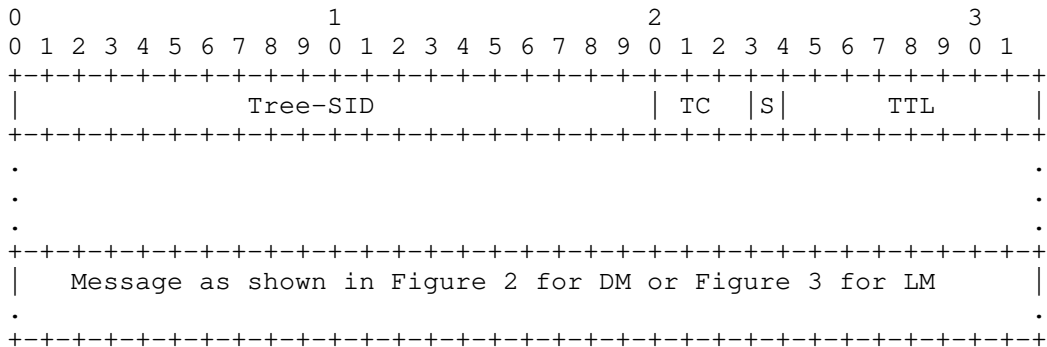 0                   1                   2                   3
0 1 2 3 4 5 6 7 8 9 0 1 2 3 4 5 6 7 8 9 0 1 2 3 4 5 6 7 8 9 0 1
+-+-+-+-+-+-+-+-+-+-+-+-+-+-+-+-+-+-+-+-+-+-+-+-+-+-+-+-+-+-+-+-+
|              Tree-SID                 | TC  |S|      TTL      |
+-+-+-+-+-+-+-+-+-+-+-+-+-+-+-+-+-+-+-+-+-+-+-+-+-+-+-+-+-+-+-+-+
.                                                               .
.                                                               .
.                                                               .
+-+-+-+-+-+-+-+-+-+-+-+-+-+-+-+-+-+-+-+-+-+-+-+-+-+-+-+-+-+-+-+-+
|   Message as shown in Figure 2 for DM or Figure 3 for LM      |
.                                                               .
+-+-+-+-+-+-+-+-+-+-+-+-+-+-+-+-+-+-+-+-+-+-+-+-+-+-+-+-+-+-+-+-+